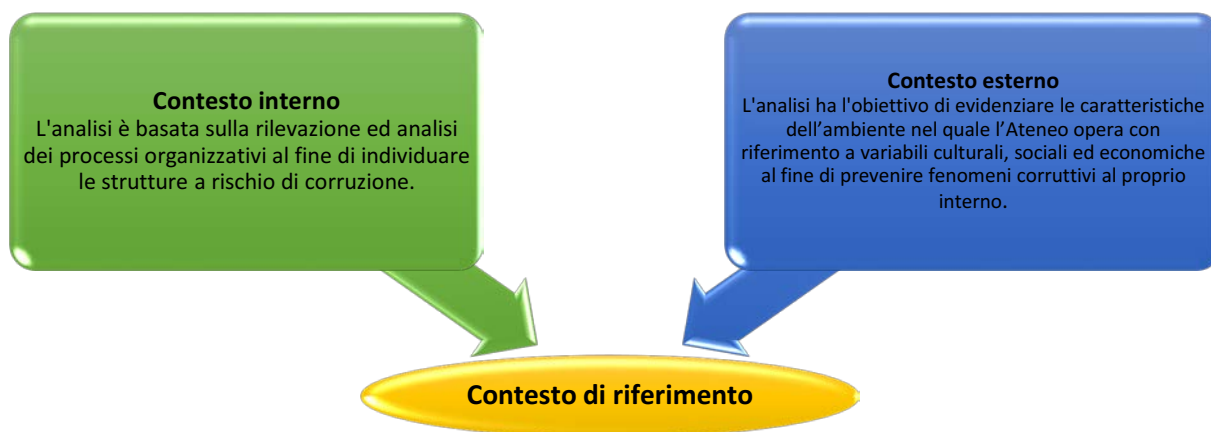 Contesto interno
L'analisi è basata sulla rilevazione ed analisi
dei processi organizzativi al fine di individuare
le strutture a rischio di corruzione.
Contesto esterno
L'analisi ha l'obiettivo di evidenziare le caratteristiche
dell’ambiente nel quale l’Ateneo opera con
riferimento a variabili culturali, sociali ed economiche
al fine di prevenire fenomeni corruttivi al proprio
interno.
Contesto di riferimento